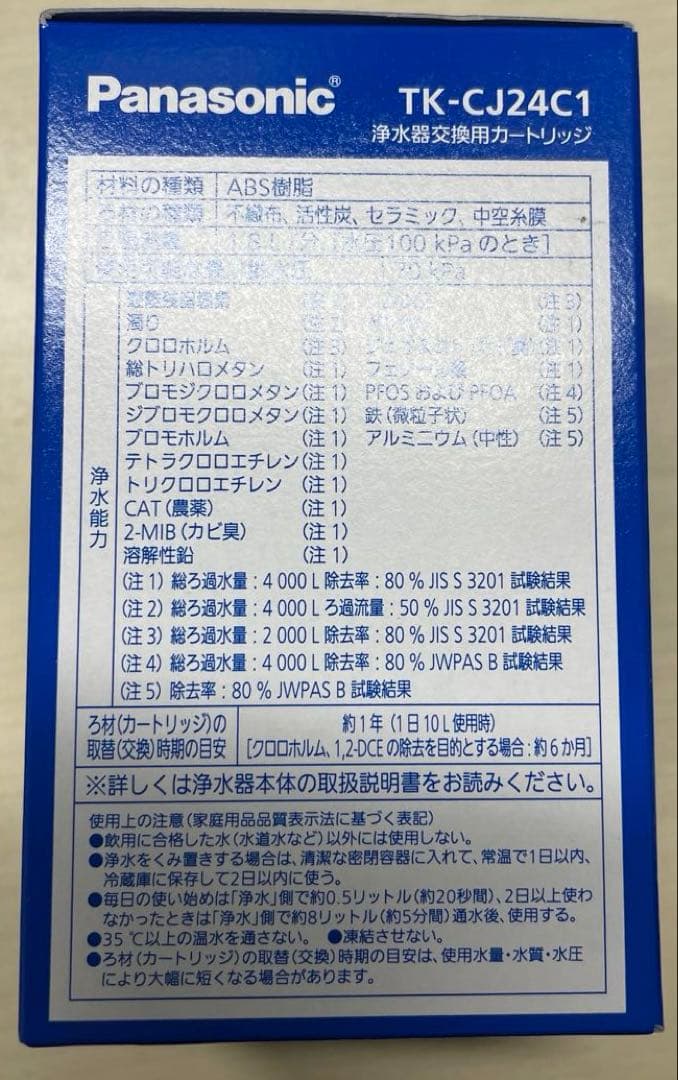 Panasonic®
TK-CJ24C1
浄水器交換用カートリッジ
材料の種類 ABS樹脂
ろ材の種類 不織布、活性炭、セラミック、中空糸膜
[水圧100 kPaのとき]
kPa
(注 3)
濁り (注 2) (注 1)
クロロホルム (注 3) (注 1)
総トリハロメタン (注 1) (注 1)
ブロモジクロロメタン (注 1) PFOS および PFOA (注 4)
ジブロモクロロメタン (注 1) 鉄 (微粒子状) (注 5)
ブロモホルム (注 1) アルミニウム (中性) (注 5)
テトラクロロエチレン (注 1)
トリクロロエチレン (注 1)
CAT (農薬) (注 1)
2-MIB (カビ臭) (注 1)
溶解性鉛 (注 1)
浄水能力
(注 1) 総ろ過水量 : 4 000 L 除去率 : 80 % JIS S 3201 試験結果
(注 2) 総ろ過水量 : 4 000 L ろ過流量 : 50 % JIS S 3201 試験結果
(注 3) 総ろ過水量 : 2 000 L 除去率 : 80 % JIS S 3201 試験結果
(注 4) 総ろ過水量 : 4 000 L 除去率 : 80 % JWPAS B 試験結果
(注 5) 除去率 : 80 % JWPAS B 試験結果
ろ材(カートリッジ)の 約1年 (1日10L使用時)
取替(交換)時期の目安 [クロロホルム、1,2-DCEの除去を目的とする場合:約6か月]
※詳しくは浄水器本体の取扱説明書をお読みください。
使用上の注意 (家庭用品品質表示法に基づく表記)
●飲用に合格した水 (水道水など) 以外には使用しない。
●浄水をくみ置きする場合は、清潔な密閉容器に入れて、常温で1日以内、
冷蔵庫に保存して2日以内に使う。
●毎日の使い始めは「浄水」側で約0.5リットル(約20秒間)、2日以上使わ
なかったときは「浄水」側で約8リットル(約5分間)通水後、使用する。
●35 ℃以上の温水を通さない。 ●凍結させない。
●ろ材(カートリッジ)の取替(交換)時期の目安は、使用水量・水質・水圧
により大幅に短くなる場合があります。